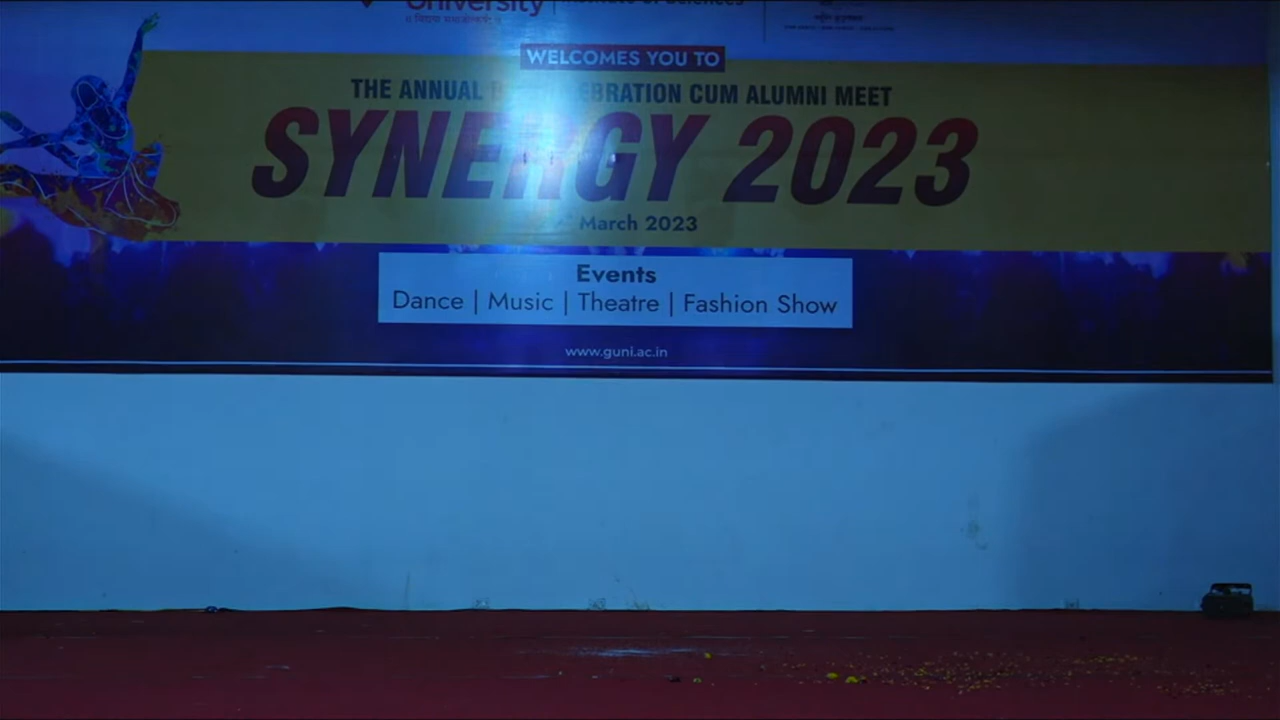 University
WELCOMES YOU TO
THE ANNUAL CUM ALUMNI MEET
SYNERGY 2023
March 2023
Events
Dance | Music | Theatre | Fashion Show
www.guni.ac.in